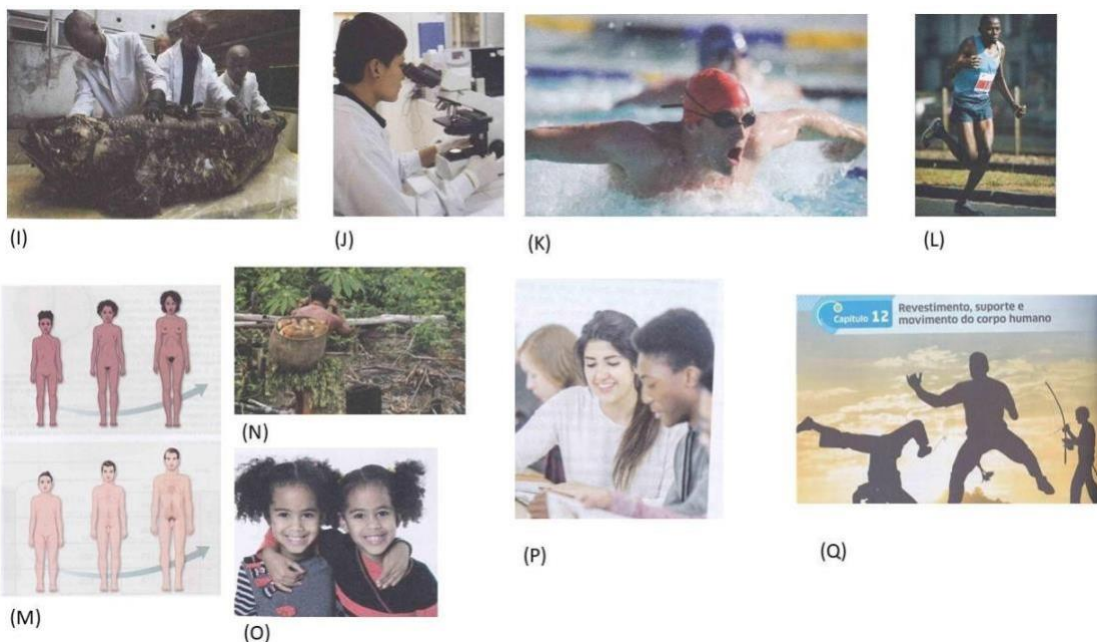 (I)
(J)
(K)
(L)
(M)
(N)
(O)
(P)
Capítulo 12
Revestimento, suporte e
movimento do corpo humano
(Q)